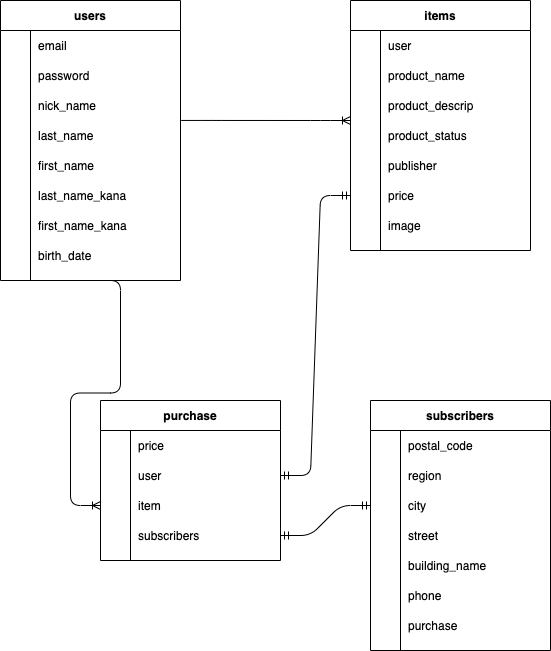 users
email
password
nick_name
last_name
first_name
last_name_kana
first_name_kana
birth_date
items
user
product_name
product_descrip
product_status
publisher
price
image
purchase
price
user
item
subscribers
subscribers
postal_code
region
city
street
building_name
phone
purchase